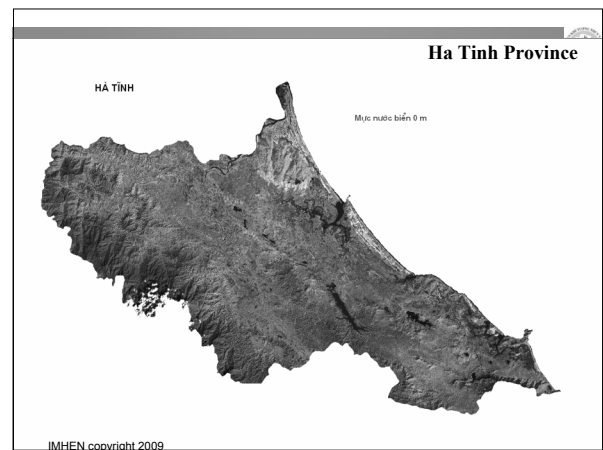 Ha Tinh Province
HÀ TĨNH
Mực nước biển 0 m
IMHEN copyright 2009